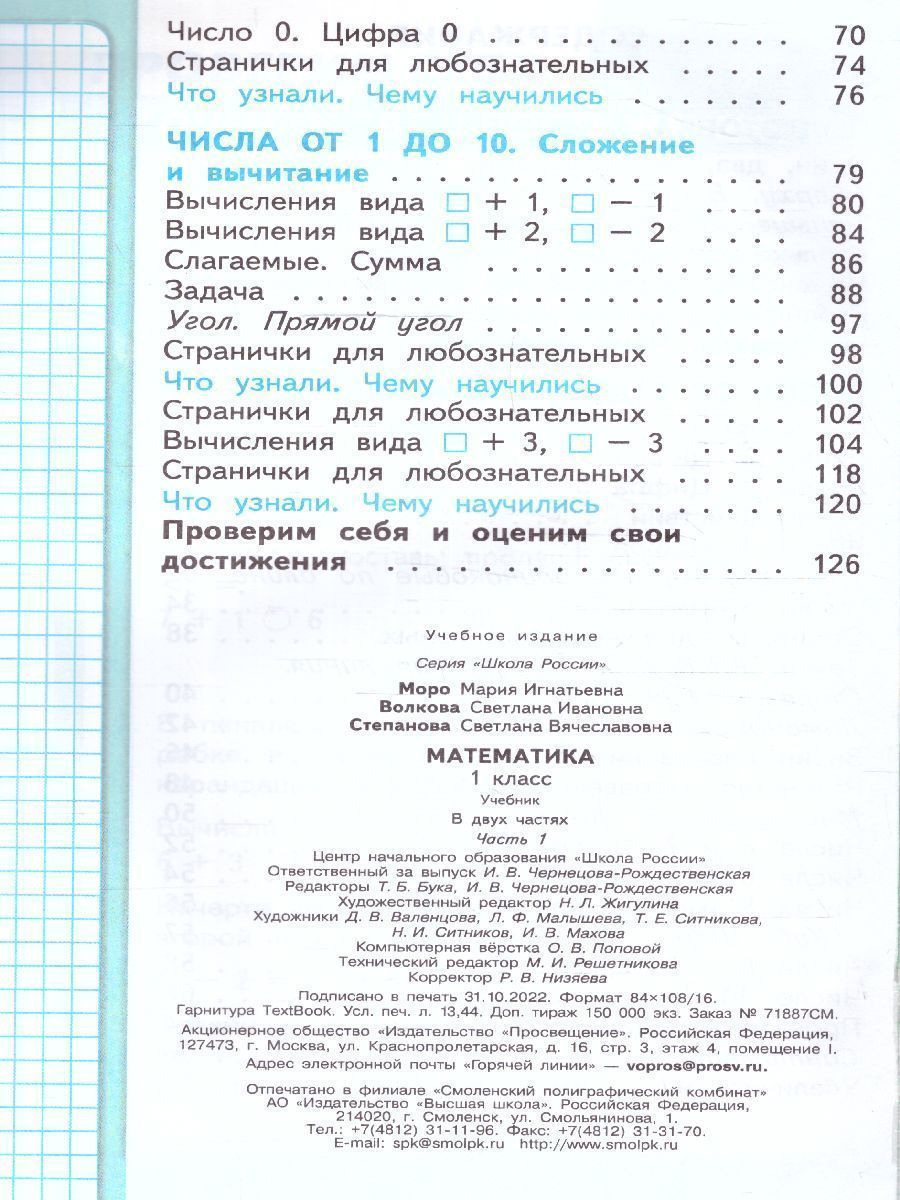 Число 0. Цифра 0 . . . . . . . . . . . . . 70
Странички для любознательных . . . . . 74
Что узнали. Чему научились . . . . . . . 76
ЧИСЛА ОТ 1 ДО 10. Сложение
и вычитание . . . . . . . . . . . . . . . . . 79
Вычисления вида □ + 1, □ − 1 . . . . 80
Вычисления вида □ + 2, □ − 2 . . . . 84
Слагаемые. Сумма . . . . . . . . . . . . . 86
Задача . . . . . . . . . . . . . . . . . . . . . 88
Угол. Прямой угол . . . . . . . . . . . . . 97
Странички для любознательных . . . . . 98
Что узнали. Чему научились . . . . . . . 100
Странички для любознательных . . . . . 102
Вычисления вида □ + 3, □ − 3 . . . . 104
Странички для любознательных . . . . . 118
Что узнали. Чему научились . . . . . . . 120
Проверим себя и оценим свои
достижения . . . . . . . . . . . . . . . . . . 126
Учебное издание
Серия «Школа России»
Моро Мария Игнатьевна
Волкова Светлана Ивановна
Степанова Светлана Вячеславовна
МАТЕМАТИКА
1 класс
Учебник
В двух частях
Часть 1
Центр начального образования «Школа России»
Ответственный за выпуск И. В. Чернецова-Рождественская
Редакторы Т. Б. Бука, И. В. Чернецова-Рождественская
Художественный редактор Н. Л. Жигулина
Художники Д. В. Валенцова, Л. Ф. Малышева, Т. Е. Ситникова,
Н. И. Ситников, И. В. Махова
Компьютерная вёрстка О. В. Поповой
Технический редактор М. И. Решетникова
Корректор Р. В. Низяева
Подписано в печать 31.10.2022. Формат 84×108/16.
Гарнитура TextBook. Усл. печ. л. 13,44. Доп. тираж 150 000 экз. Заказ № 71887СМ.
Акционерное общество «Издательство «Просвещение». Российская Федерация,
127473, г. Москва, ул. Краснопролетарская, д. 16, стр. 3, этаж 4, помещение I.
Адрес электронной почты «Горячей линии» — vopros@prosv.ru.
Отпечатано в филиале «Смоленский полиграфический комбинат»
АО «Издательство «Высшая школа». Российская Федерация,
214020, г. Смоленск, ул. Смольянинова, 1.
Тел.: +7(4812) 31-11-96. Факс: +7(4812) 31-31-70.
E-mail: spk@smolpk.ru http://www.smolpk.ru